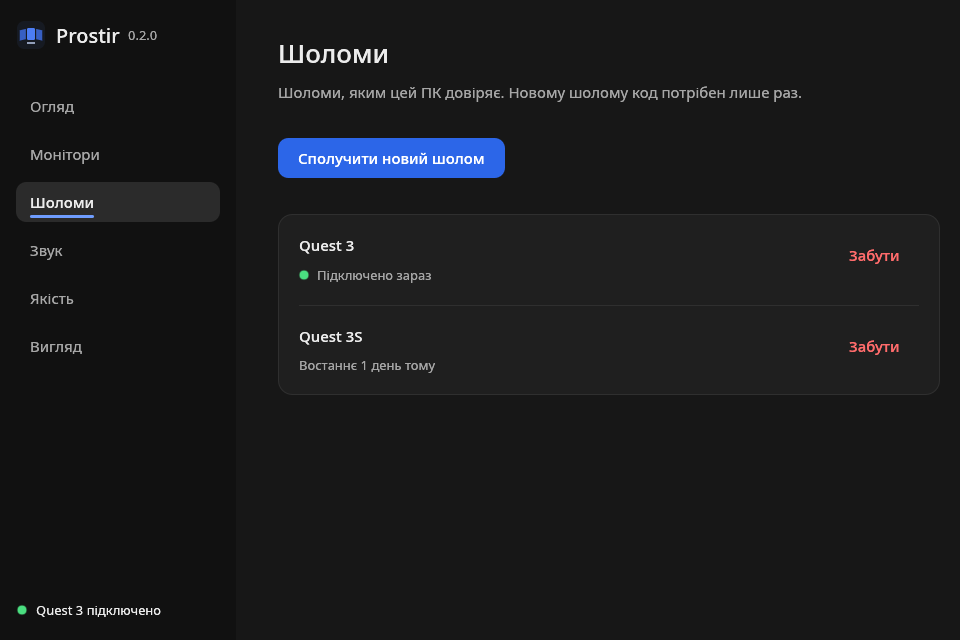 Prostir 0.2.0
Огляд
Монітори
Шоломи
Звук
Якість
Вигляд
Quest 3 підключено
Шоломи
Шоломи, яким цей ПК довіряє. Новому шолому код потрібен лише раз.
Сполучити новий шолом
Quest 3
Підключено зараз
Забути
Quest 3S
Востаннє 1 день тому
Забути